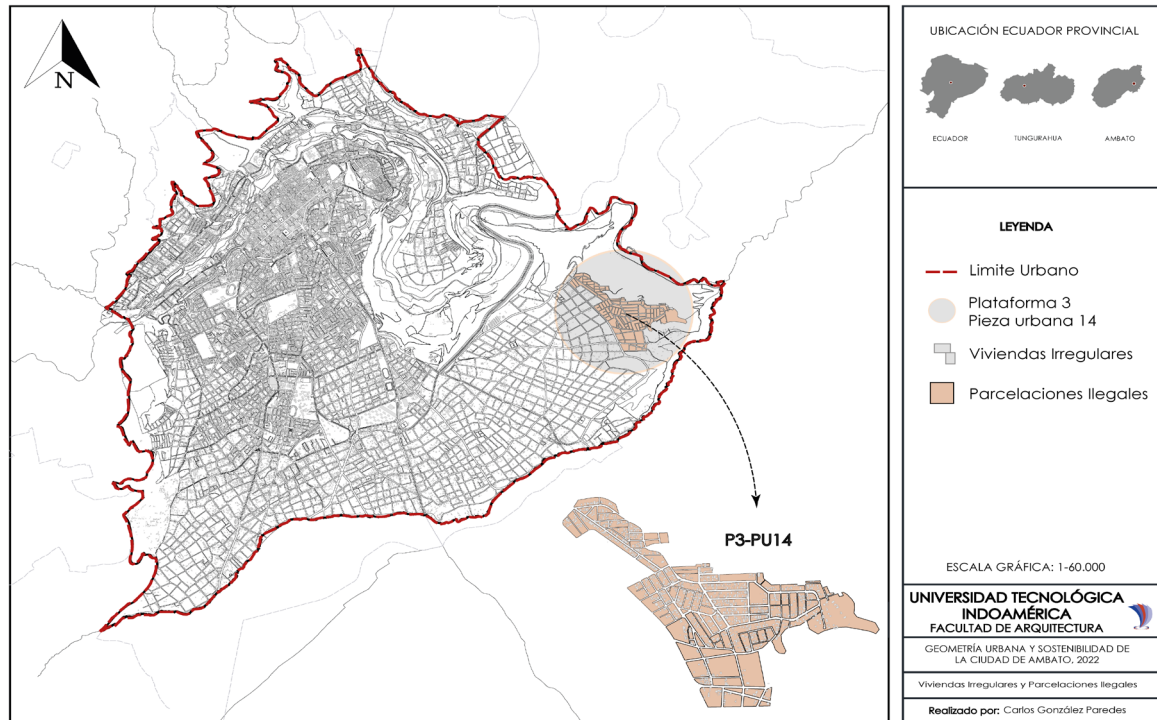 N
P3-PU14
UBICACIÓN ECUADOR PROVINCIAL
ECUADOR
TUNGURAHUA
AMBATO
LEYENDA
Limite Urbano
Plataforma 3
Pieza urbana 14
Viviendas Irregulares
Parcelaciones Ilegales
ESCALA GRÁFICA: 1-60.000
UNIVERSIDAD TECNOLÓGICA
INDOAMÉRICA
FACULTAD DE ARQUITECTURA
GEOMETRÍA URBANA Y SOSTENIBILIDAD DE
LA CIUDAD DE AMBATO, 2022
Viviendas Irregulares y Parcelaciones Ilegales
Realizado por: Carlos González Paredes